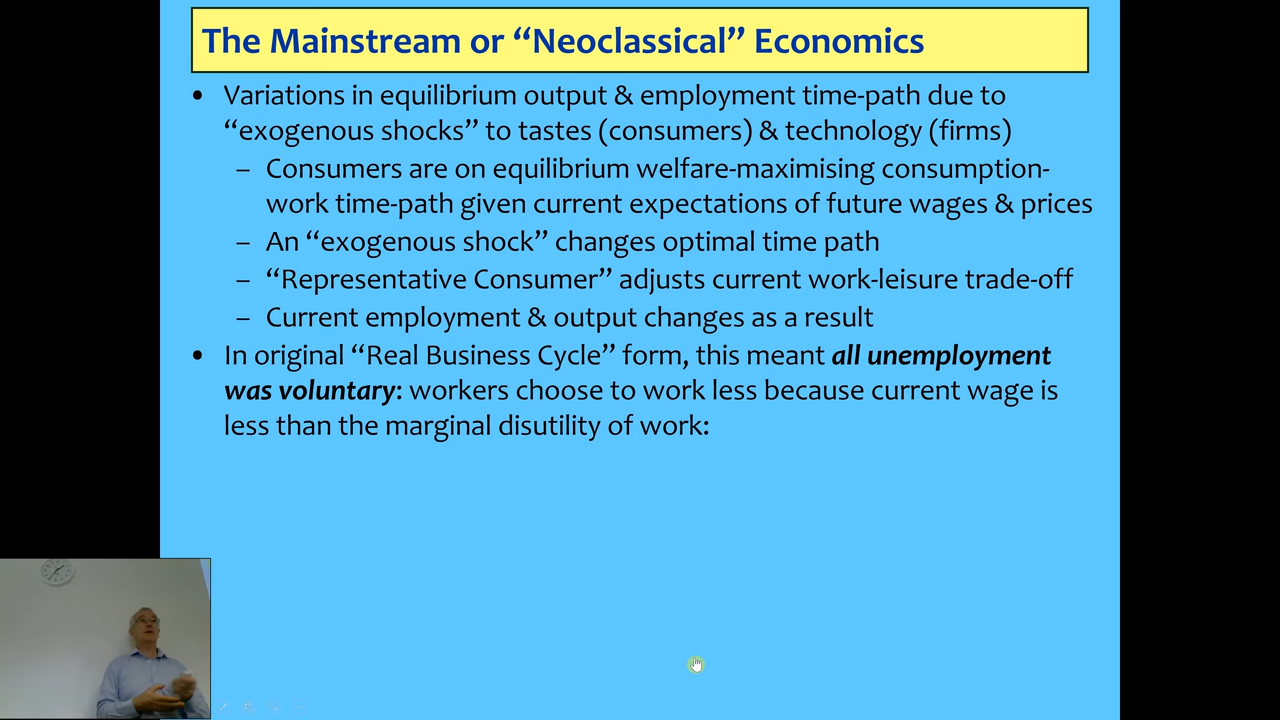 The Mainstream or “Neoclassical” Economics
• Variations in equilibrium output & employment time-path due to
“exogenous shocks” to tastes (consumers) & technology (firms)
– Consumers are on equilibrium welfare-maximising consumption-
work time-path given current expectations of future wages & prices
– An “exogenous shock” changes optimal time path
– “Representative Consumer” adjusts current work-leisure trade-off
– Current employment & output changes as a result
• In original “Real Business Cycle” form, this meant all unemployment
was voluntary: workers choose to work less because current wage is
less than the marginal disutility of work: